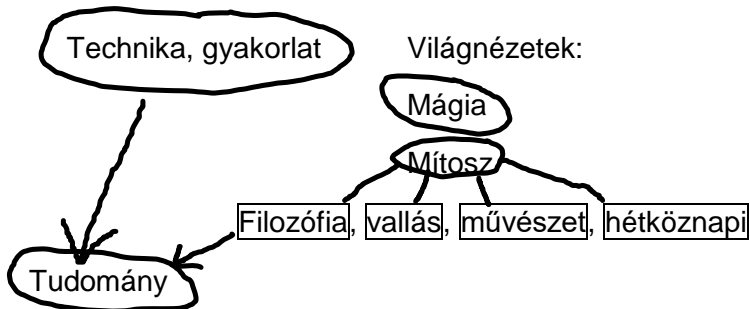 Technika, gyakorlat
Világnézetek:
Mágia
Mítosz
Filozófia, vallás, művészet, hétköznapi
Tudomány